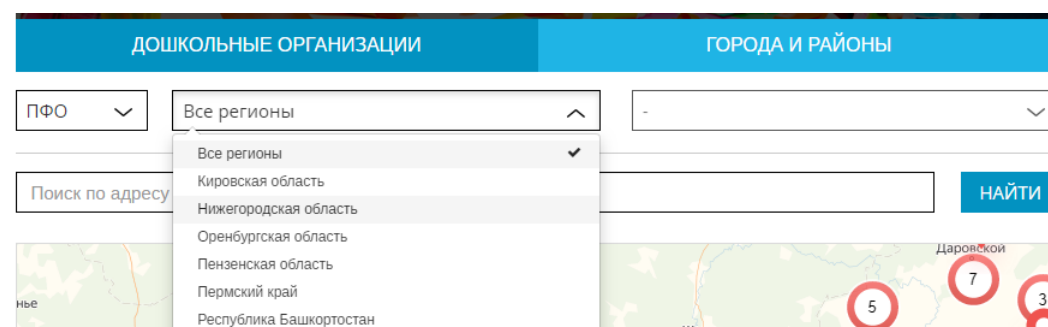 ДОШКОЛЬНЫЕ ОРГАНИЗАЦИИ
ГОРОДА И РАЙОНЫ
ПФО
Все регионы
-
Все регионы
Кировская область
Нижегородская область
Оренбургская область
Пензенская область
Пермский край
Республика Башкортостан
Поиск по адресу
НАЙТИ
Даровской
нье
7
5
3